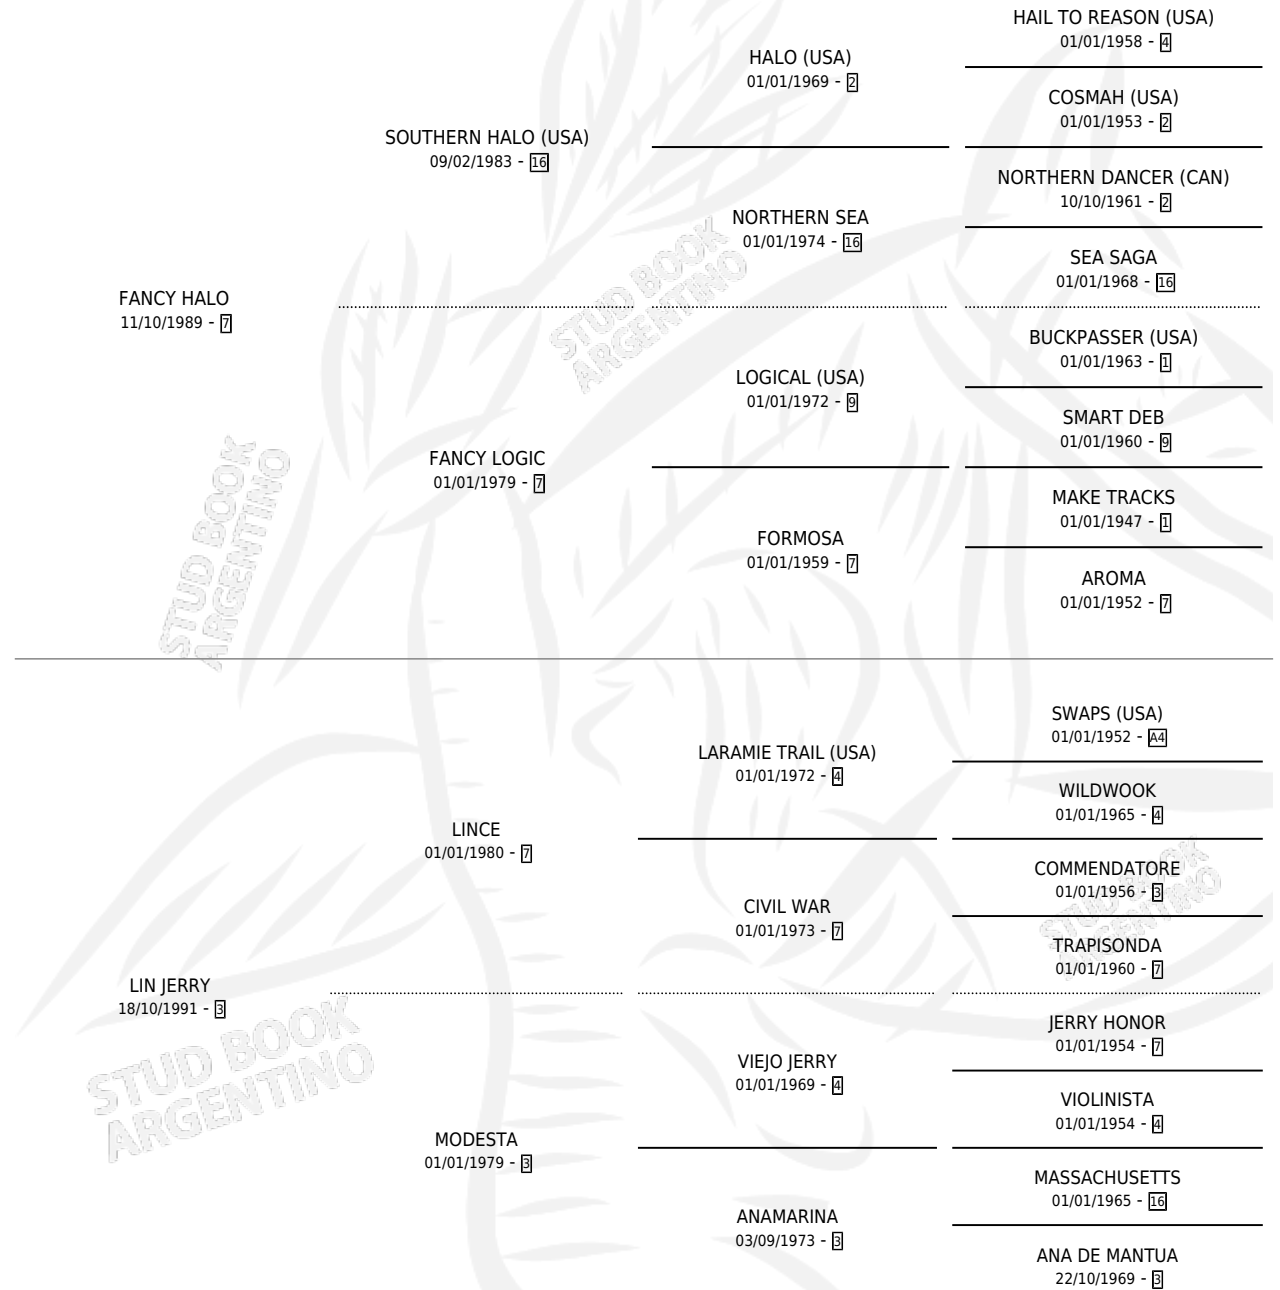 HAIL TO REASON (USA)
01/01/1958 - 4
HALO (USA)
01/01/1969 - 2
COSMAH (USA)
01/01/1953 - 2
SOUTHERN HALO (USA)
09/02/1983 - 16
NORTHERN DANCER (CAN)
10/10/1961 - 2
NORTHERN SEA
01/01/1974 - 16
SEA SAGA
01/01/1968 - 16
FANCY HALO
11/10/1989 - 7
BUCKPASSER (USA)
01/01/1963 - 1
LOGICAL (USA)
01/01/1972 - 9
SMART DEB
01/01/1960 - 9
FANCY LOGIC
01/01/1979 - 7
MAKE TRACKS
01/01/1947 - 1
FORMOSA
01/01/1959 - 7
AROMA
01/01/1952 - 7
SWAPS (USA)
01/01/1952 - A4
LARAMIE TRAIL (USA)
01/01/1972 - 4
WILDWOOK
01/01/1965 - 4
LINCE
01/01/1980 - 7
COMMENDATORE
01/01/1956 - 3
CIVIL WAR
01/01/1973 - 7
TRAPISONDA
01/01/1960 - 7
LIN JERRY
18/10/1991 - 3
JERRY HONOR
01/01/1954 - 7
VIEJO JERRY
01/01/1969 - 4
VIOLINISTA
01/01/1954 - 4
MODESTA
01/01/1979 - 3
MASSACHUSETTS
01/01/1965 - 16
ANAMARINA
03/09/1973 - 3
ANA DE MANTUA
22/10/1969 - 3
STUD BOOK
ARGENTINO
STUD BOOK
ARGENTINO
STUD BOOK
ARGENTINO
STUD BOOK
ARGENTINO